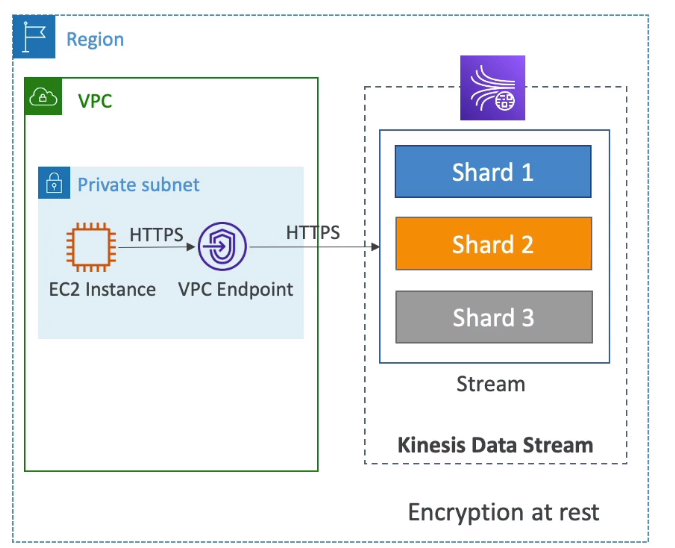 Region
VPC
Private subnet
HTTPS
HTTPS
EC2 Instance
VPC Endpoint
Shard 1
Shard 2
Shard 3
Stream
Kinesis Data Stream
Encryption at rest